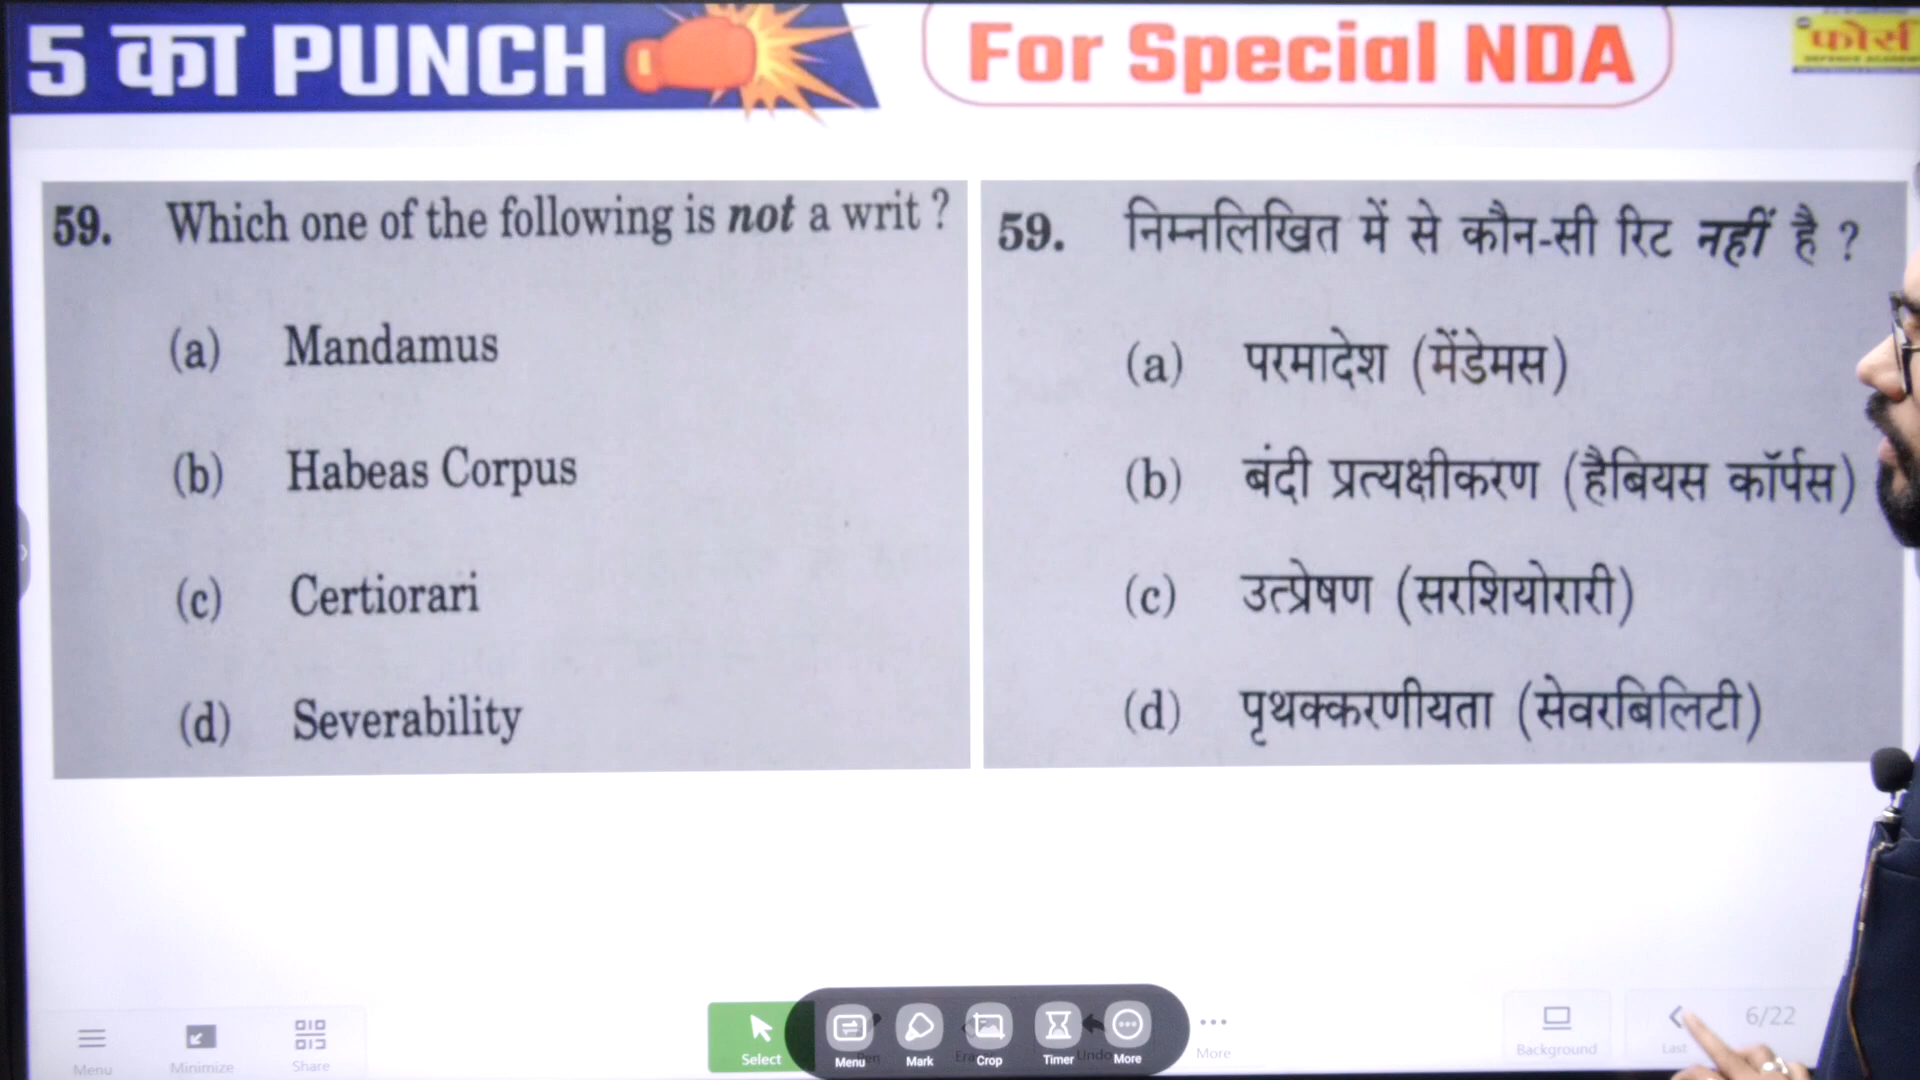 5 का PUNCH
For Special NDA
फोर्स
59. Which one of the following is not a writ ?
(a) Mandamus
(b) Habeas Corpus
(c) Certiorari
(d) Severability
59. निम्नलिखित में से कौन-सी रिट नहीं है ?
(a) परमादेश (मेंडेमस)
(b) बंदी प्रत्यक्षीकरण (हैबियस कॉर्पस)
(c) उत्प्रेषण (सरशियोरारी)
(d) पृथक्करणीयता (सेवरबिलिटी)
Menu
Minimize
Share
Select
Menu
Mark
Crop
Timer
Undo
More
More
Background
Last
6/22